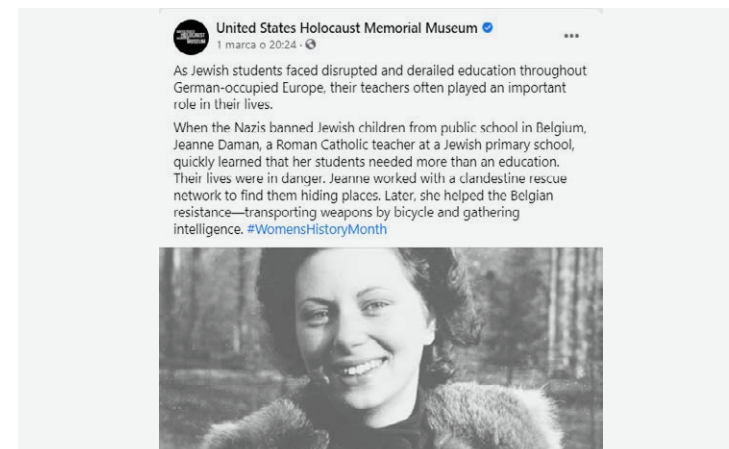 United States Holocaust Memorial Museum
1 marca o 20:24 ·
As Jewish students faced disrupted and derailed education throughout
German-occupied Europe, their teachers often played an important
role in their lives.
When the Nazis banned Jewish children from public school in Belgium,
Jeanne Daman, a Roman Catholic teacher at a Jewish primary school,
quickly learned that her students needed more than an education.
Their lives were in danger. Jeanne worked with a clandestine rescue
network to find them hiding places. Later, she helped the Belgian
resistance—transporting weapons by bicycle and gathering
intelligence. #WomensHistoryMonth